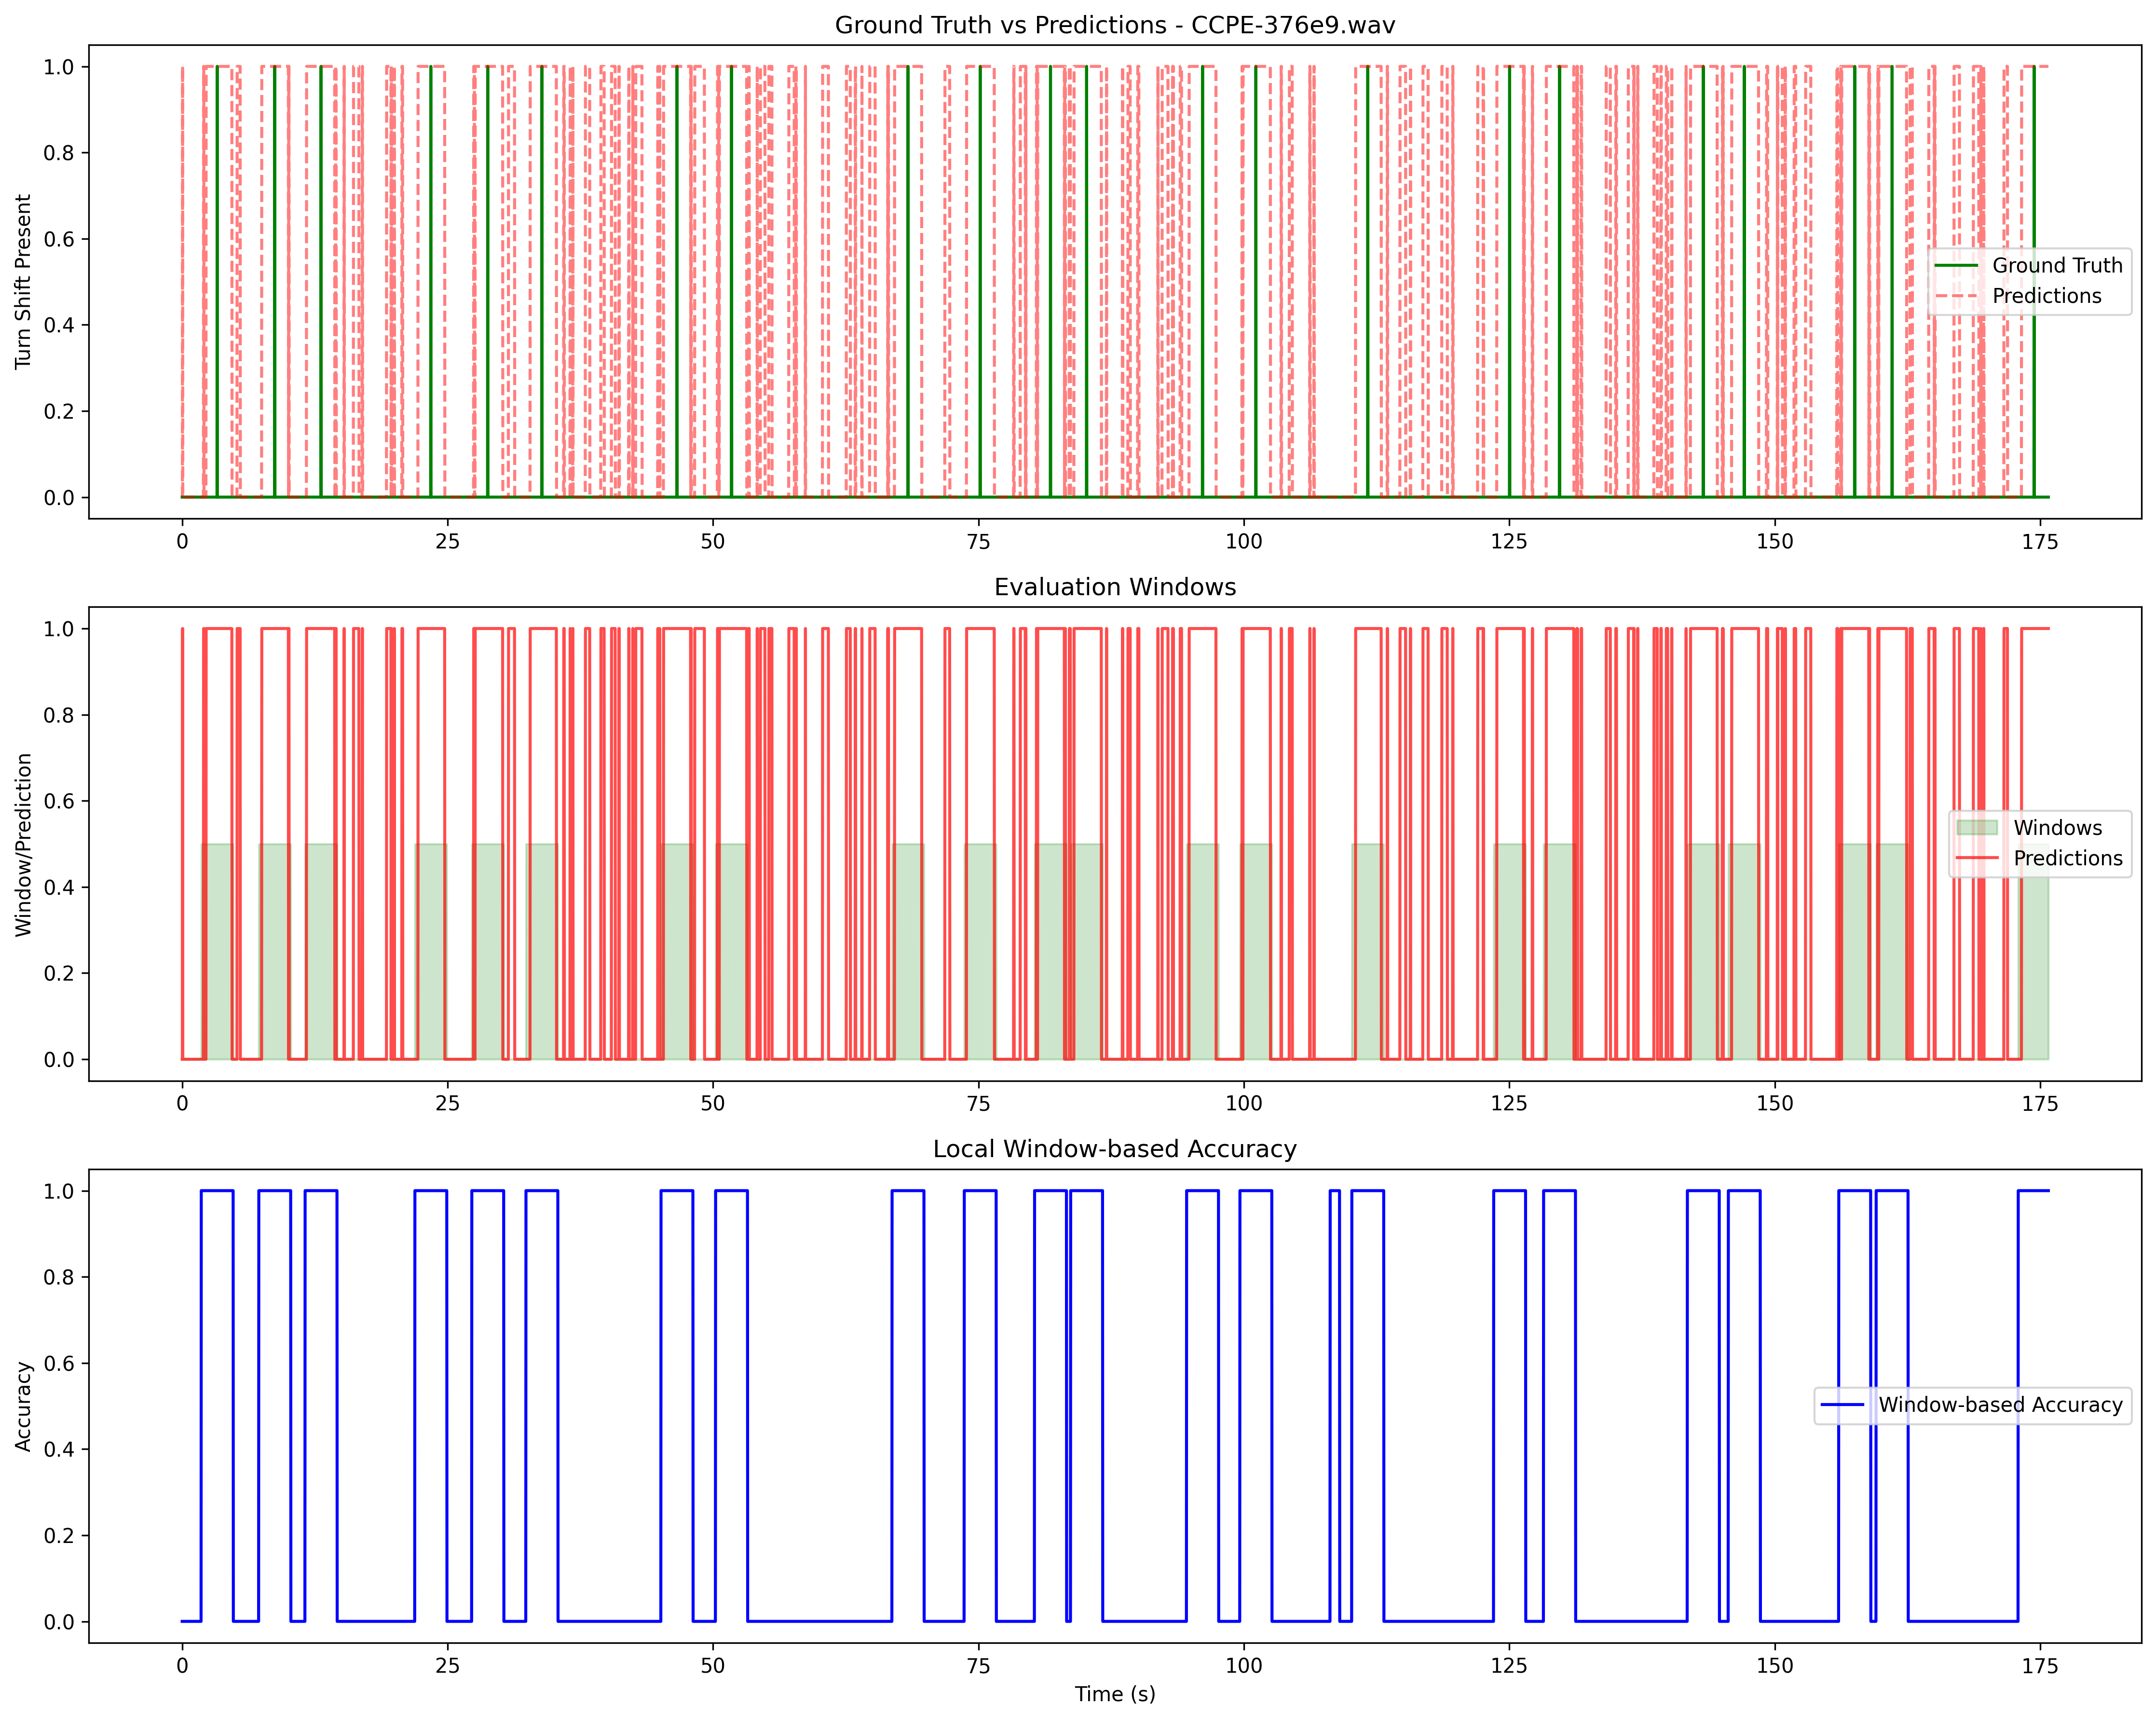 Ground Truth vs Predictions - CCPE-376e9.wav
1.0
0.8
0.6
0.4
0.2
0.0
Turn Shift Present
Ground Truth
Predictions
0 25 50 75 100 125 150 175
Evaluation Windows
1.0
0.8
0.6
0.4
0.2
0.0
Window/Prediction
Windows
Predictions
0 25 50 75 100 125 150 175
Local Window-based Accuracy
1.0
0.8
0.6
0.4
0.2
0.0
Accuracy
Window-based Accuracy
0 25 50 75 100 125 150 175
Time (s)